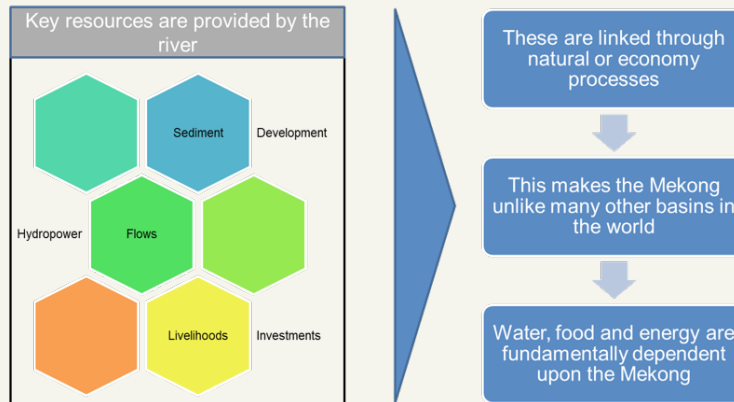 Key resources are provided by the
river
Sediment
Development
Hydropower
Flows
Livelihoods
Investments
These are linked through
natural or economy
processes
This makes the Mekong
unlike many other basins in
the world
Water, food and energy are
fundamentally dependent
upon the Mekong